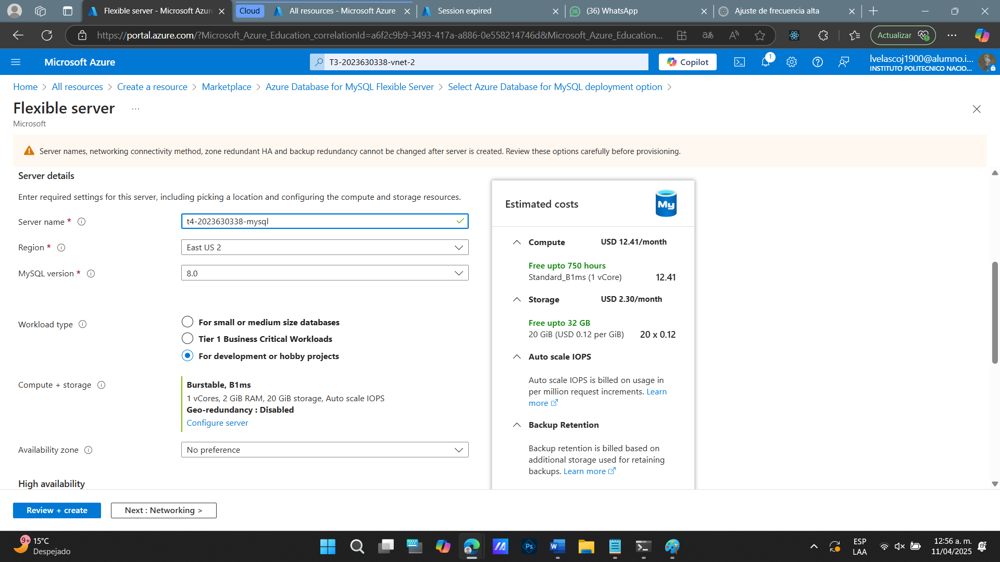 Flexible server - Microsoft Azure
Cloud
All resources - Microsoft Azure
Session expired
36
(36) WhatsApp
Ajuste de frecuencia alta
https://portal.azure.com/?Microsoft_Azure_Education_correlationId=a6f2c9b9-3493-417a-a886-0e558214746d&Microsoft_Azure_Education...
Actualizar
Microsoft Azure
T3-2023630338-vnet-2
Copilot
1
lvelascoj1900@alumno.i...
INSTITUTO POLITECNICO NACIO...
Home > All resources > Create a resource > Marketplace > Azure Database for MySQL Flexible Server > Select Azure Database for MySQL deployment option >
Flexible server ...
Microsoft
Server names, networking connectivity method, zone redundant HA and backup redundancy cannot be changed after server is created. Review these options carefully before provisioning.
Server details
Enter required settings for this server, including picking a location and configuring the compute and storage resources.
Server name *
t4-2023630338-mysql
Region *
East US 2
MySQL version *
8.0
Workload type
For small or medium size databases
Tier 1 Business Critical Workloads
For development or hobby projects
Compute + storage
Burstable, B1ms
1 vCores, 2 GiB RAM, 20 GiB storage, Auto scale IOPS
Geo-redundancy : Disabled
Configure server
Availability zone
No preference
High availability
Estimated costs
My
Compute USD 12.41/month
Free upto 750 hours
Standard_B1ms (1 vCore) 12.41
Storage USD 2.30/month
Free upto 32 GB
20 GiB (USD 0.12 per GiB) 20 x 0.12
Auto scale IOPS
Auto scale IOPS is billed on usage in
per million request increments. Learn
more
Backup Retention
Backup retention is billed based on
additional storage used for retaining
backups. Learn more
Review + create
Next : Networking >
9+
15°C
Despejado
Ps
W
ESP
LAA
12:56 a. m.
11/04/2025